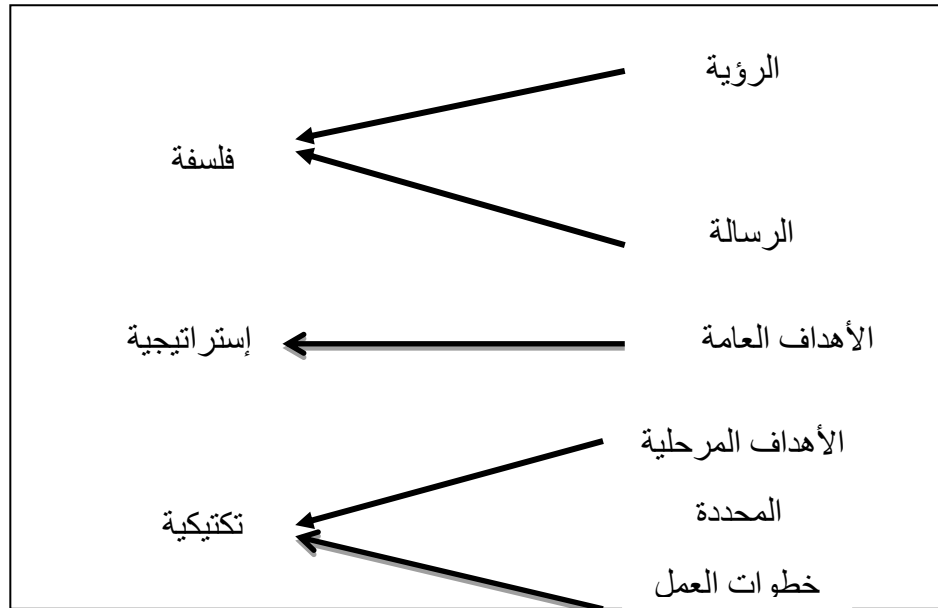 الرؤية
فلسفة
الرسالة
الأهداف العامة
إستراتيجية
الأهداف المرحلية
المحددة
تكتيكية
خطوات العمل